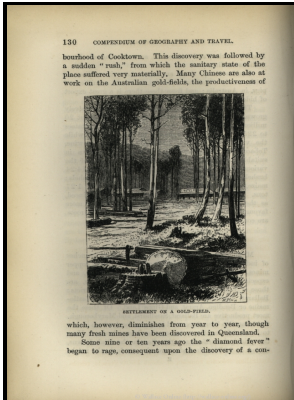 130 COMPENDIUM OF GEOGRAPHY AND TRAVEL.
bourhood of Cooktown. This discovery was followed by
a sudden "rush," from which the sanitary state of the
place suffered very materially. Many Chinese are also at
work on the Australian gold-fields, the productiveness of
SETTLEMENT ON A GOLD-FIELD.
which, however, diminishes from year to year, though
many fresh mines have been discovered in Queensland.
Some nine or ten years ago the "diamond fever"
began to rage, consequent upon the discovery of a con-